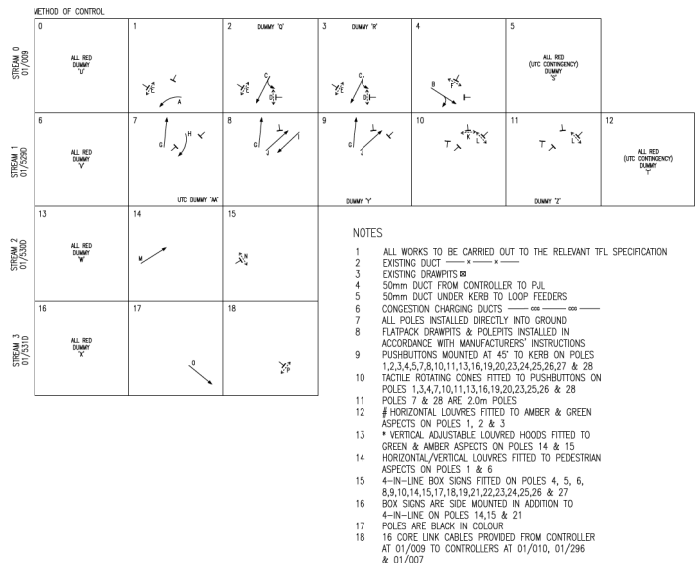 METHOD OF CONTROL
STREAM 0
01/009
0
ALL RED
DUMMY
'U'
1
E
A
2 DUMMY 'Q'
C
E
D
3 DUMMY 'R'
C
E
D
4
B
F
5
ALL RED
(UTC CONTINGENCY)
DUMMY
'S'
STREAM 1
01/529D
6
ALL RED
DUMMY
'V'
7
G
H
UTC DUMMY 'AA'
8
G
I
J
9
G
DUMMY 'Y'
10
K
L
11
L
DUMMY 'Z'
12
ALL RED
(UTC CONTINGENCY)
DUMMY
'T'
STREAM 2
01/530D
13
ALL RED
DUMMY
'W'
14
M
15
N
STREAM 3
01/531D
16
ALL RED
DUMMY
'X'
17
O
18
P
NOTES
1 ALL WORKS TO BE CARRIED OUT TO THE RELEVANT TFL SPECIFICATION
2 EXISTING DUCT —— x —— x ——
3 EXISTING DRAWPITS ⊠
4 50mm DUCT FROM CONTROLLER TO PJL
5 50mm DUCT UNDER KERB TO LOOP FEEDERS
6 CONGESTION CHARGING DUCTS —— ccg —— ccg ——
7 ALL POLES INSTALLED DIRECTLY INTO GROUND
8 FLATPACK DRAWPITS & POLEPITS INSTALLED IN
ACCORDANCE WITH MANUFACTURERS' INSTRUCTIONS
9 PUSHBUTTONS MOUNTED AT 45° TO KERB ON POLES
1,2,3,4,5,7,8,10,11,13,16,19,20,23,24,25,26,27 & 28
10 TACTILE ROTATING CONES FITTED TO PUSHBUTTONS ON
POLES 1,3,4,7,10,11,13,16,19,20,23,25,26 & 28
11 POLES 7 & 28 ARE 2.0m POLES
12 # HORIZONTAL LOUVRES FITTED TO AMBER & GREEN
ASPECTS ON POLES 1, 2 & 3
13 * VERTICAL ADJUSTABLE LOUVRED HOODS FITTED TO
GREEN & AMBER ASPECTS ON POLES 14 & 15
14 HORIZONTAL/VERTICAL LOUVRES FITTED TO PEDESTRIAN
ASPECTS ON POLES 1 & 6
15 4-IN-LINE BOX SIGNS FITTED ON POLES 4, 5, 6,
8,9,10,14,15,17,18,19,21,22,23,24,25,26 & 27
16 BOX SIGNS ARE SIDE MOUNTED IN ADDITION TO
4-IN-LINE ON POLES 14,15 & 21
17 POLES ARE BLACK IN COLOUR
18 16 CORE LINK CABLES PROVIDED FROM CONTROLLER
AT 01/009 TO CONTROLLERS AT 01/010, 01/296
& 01/007